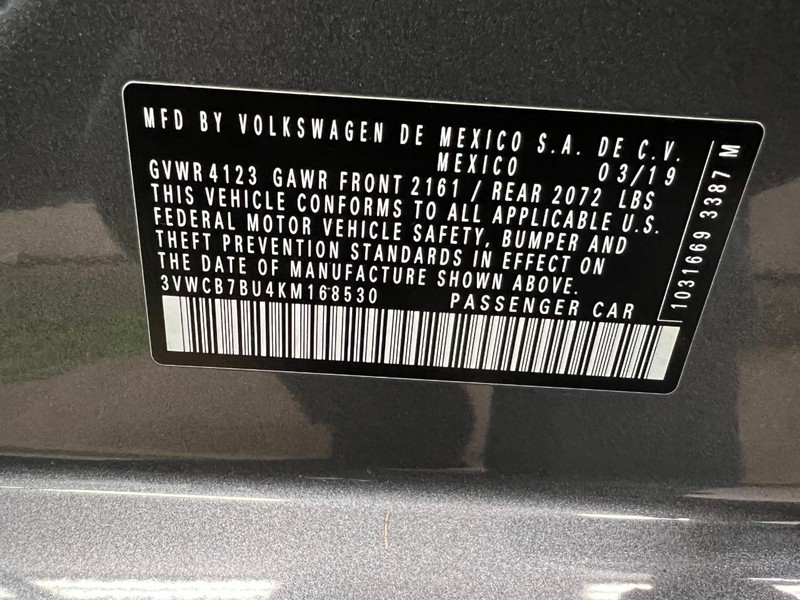 MFD BY VOLKSWAGEN DE MEXICO S.A. DE C.V.
MEXICO 03/19
GVWR 4123 GAWR FRONT 2161 / REAR 2072 LBS
THIS VEHICLE CONFORMS TO ALL APPLICABLE U.S.
FEDERAL MOTOR VEHICLE SAFETY, BUMPER AND
THEFT PREVENTION STANDARDS IN EFFECT ON
THE DATE OF MANUFACTURE SHOWN ABOVE.
3VWCB7BU4KM168530 PASSENGER CAR
1031669 3387 M